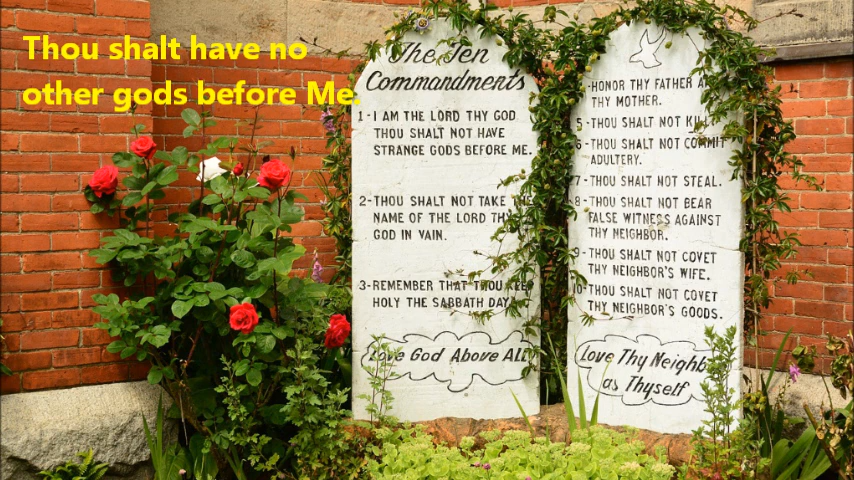 Thou shalt have no
other gods before Me.
The Ten
Commandments
1-I AM THE LORD THY GOD
THOU SHALT NOT HAVE
STRANGE GODS BEFORE ME.
2-THOU SHALT NOT TAKE
NAME OF THE LORD
GOD IN VAIN.
3-REMEMBER THAT THOU
HOLY THE SABBATH DAY
Love God Above All
-HONOR THY FATHER
THY MOTHER.
5-THOU SHALT NOT KILL
6-THOU SHALT NOT COMMIT
ADULTERY.
7-THOU SHALT NOT STEAL.
8-THOU SHALT NOT BEAR
FALSE WITNESS AGAINST
THY NEIGHBOR.
9-THOU SHALT NOT COVET
THY NEIGHBOR'S WIFE.
10-THOU SHALT NOT COVET
THY NEIGHBOR'S GOODS.
Love Thy
as Thyself